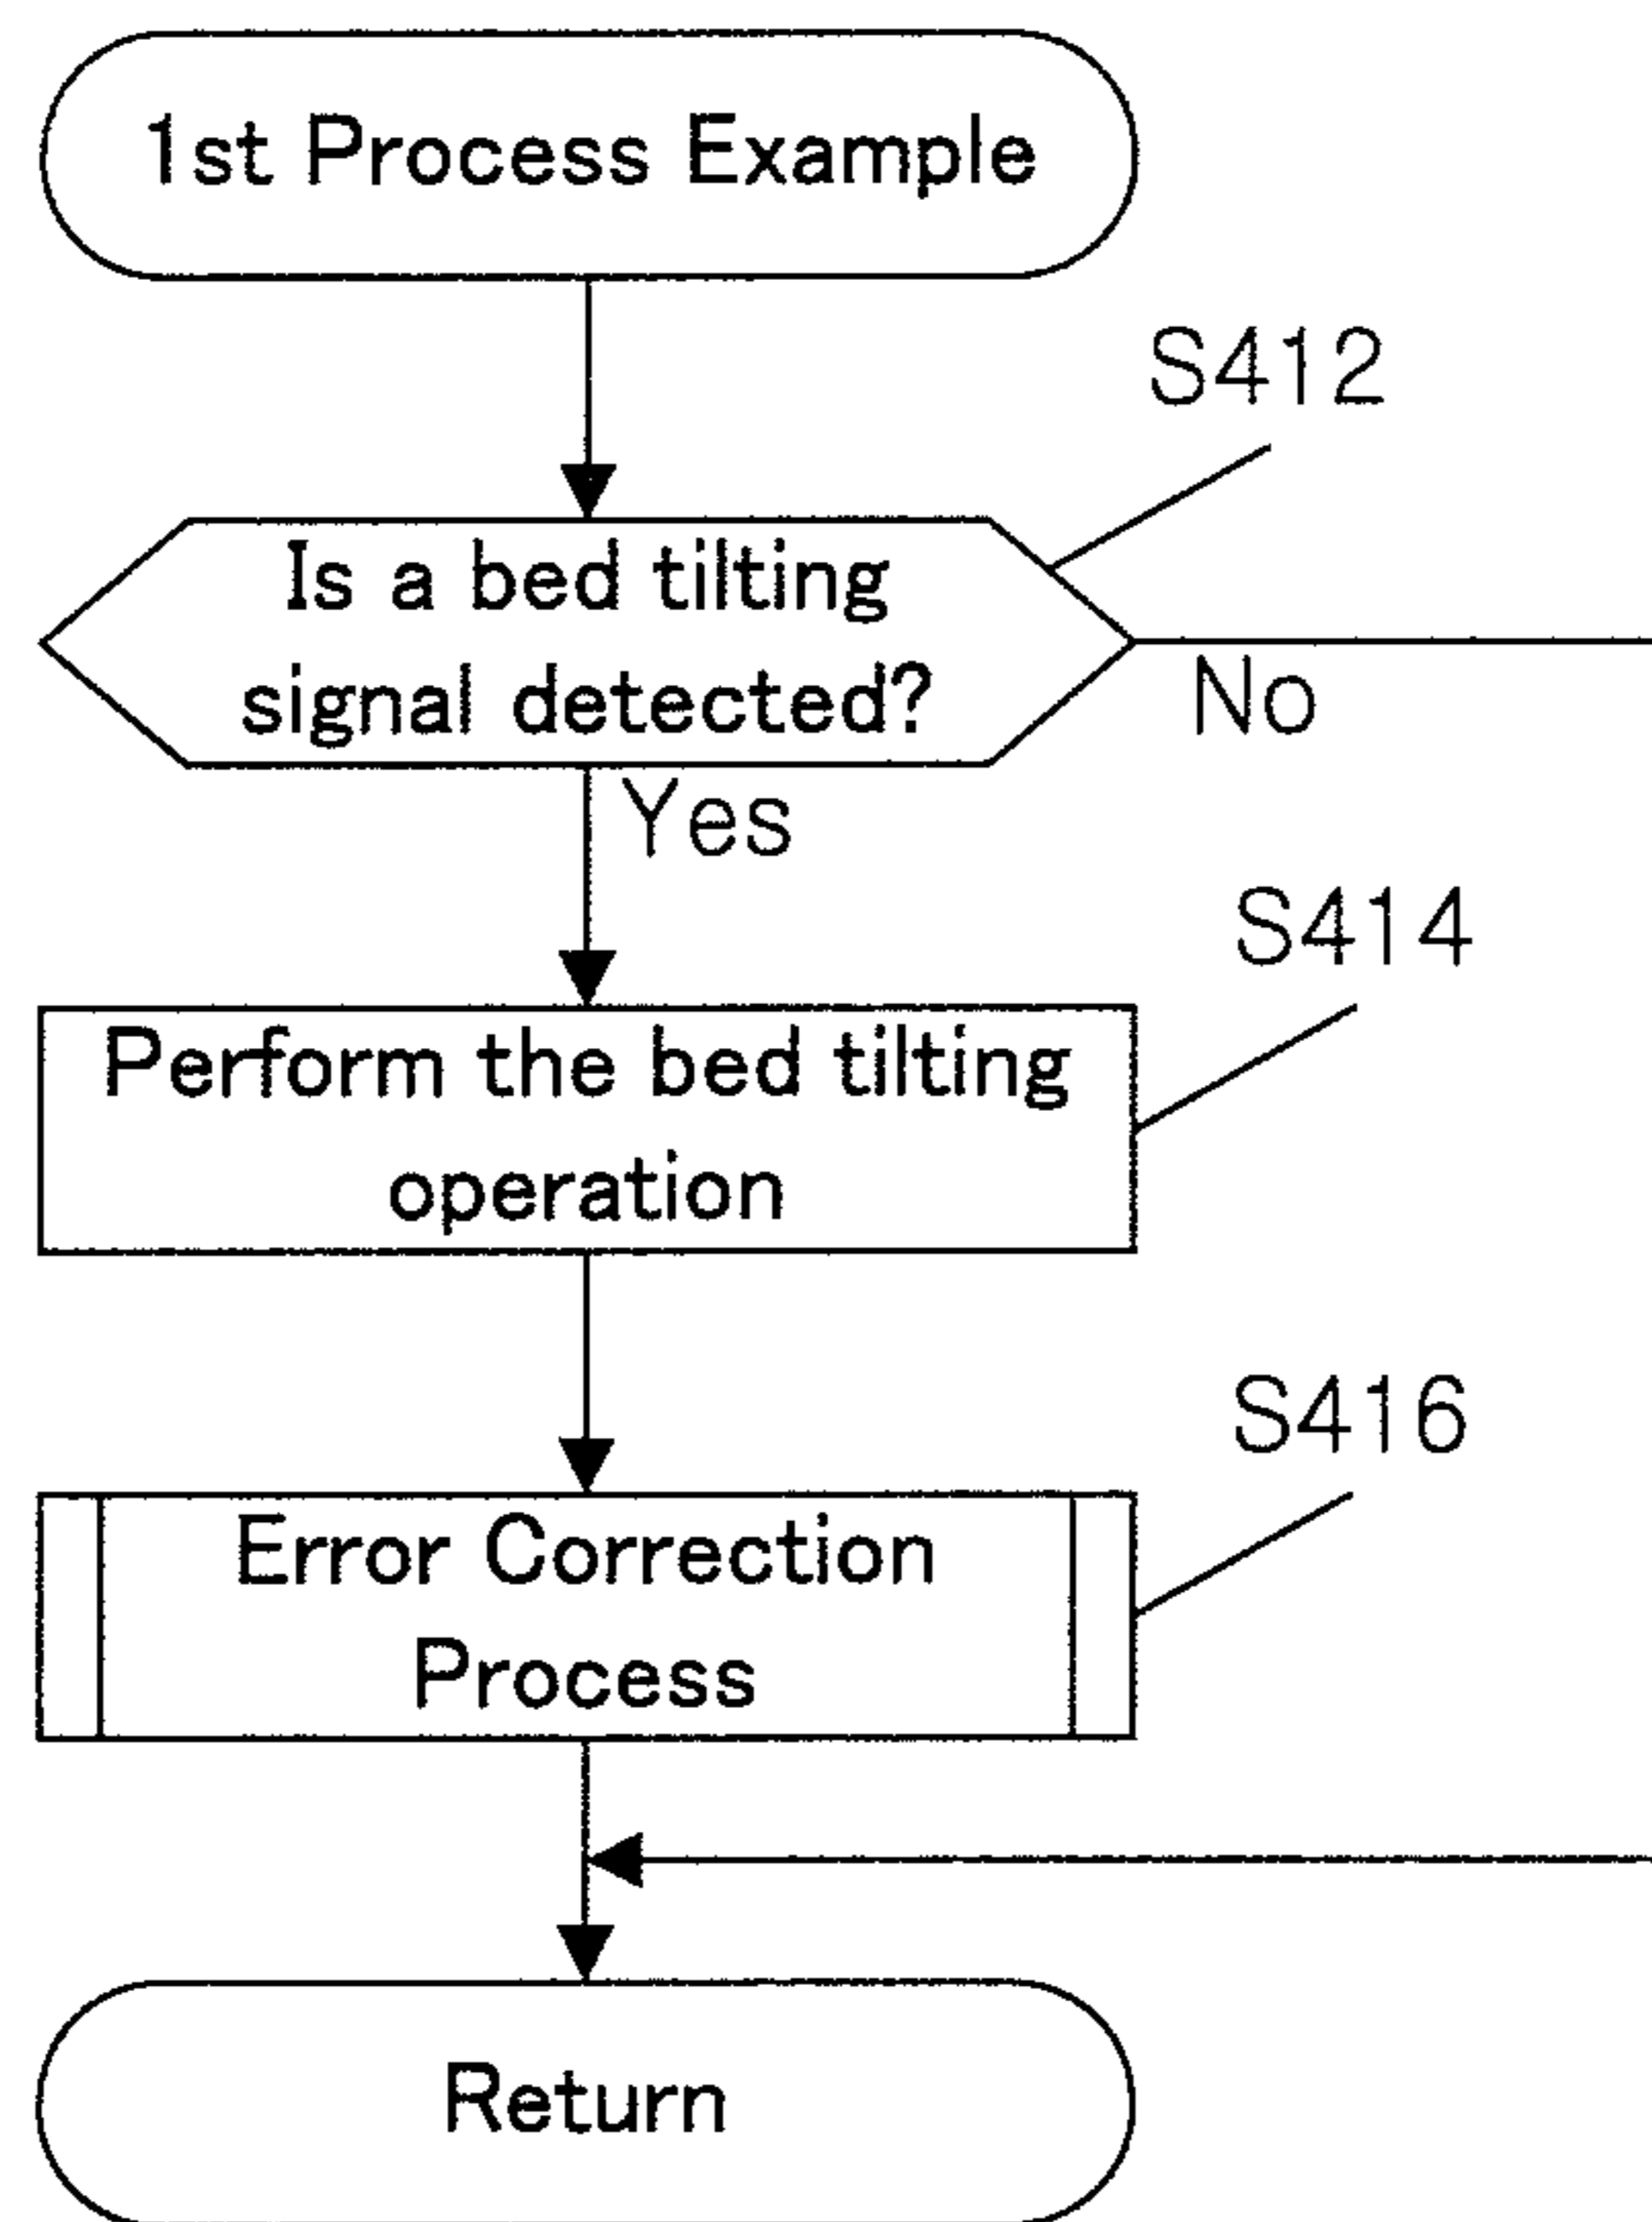 1st Process Example
S412
Is a bed tilting
signal detected?
No
Yes
S414
Perform the bed tilting
operation
S416
Error Correction
Process
Return